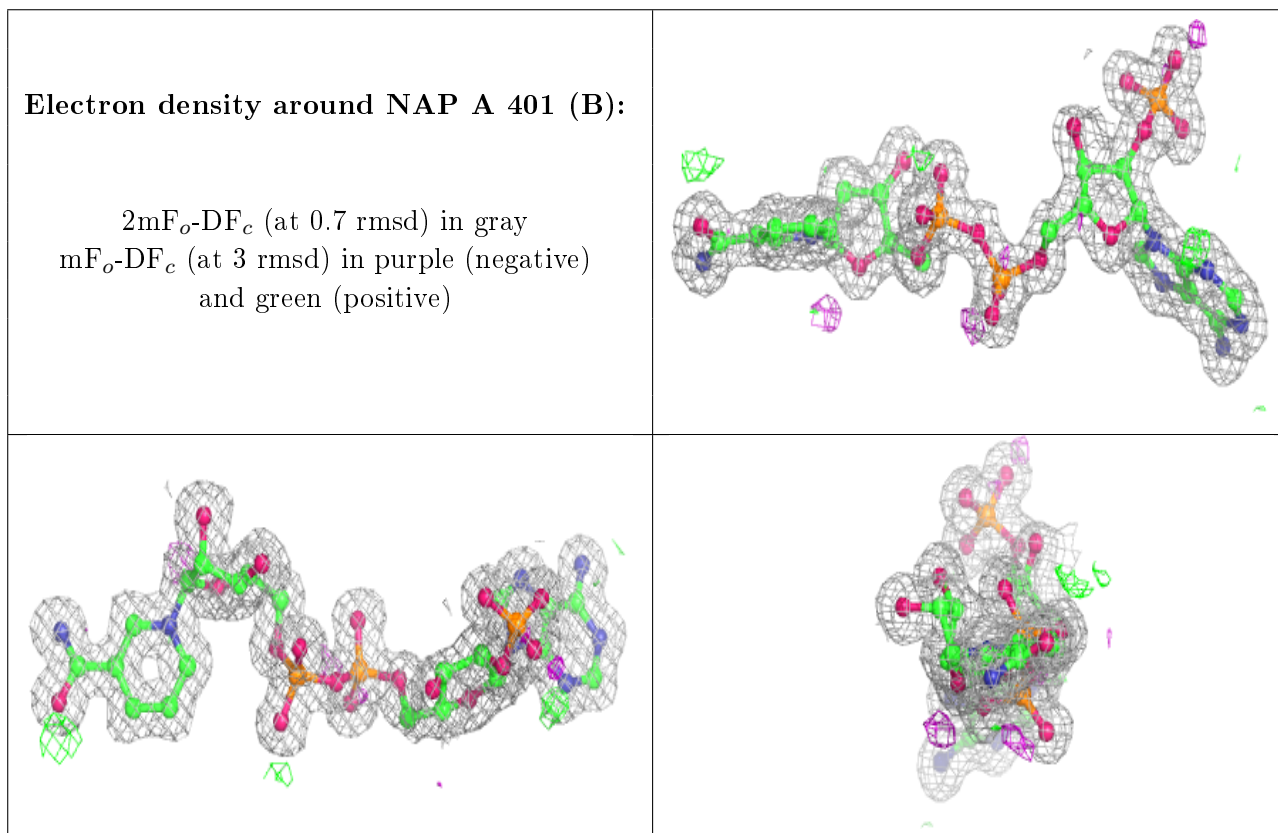 Electron density around NAP A 401 (B):
2mFo-DFc (at 0.7 rmsd) in gray
mFo-DFc (at 3 rmsd) in purple (negative)
and green (positive)